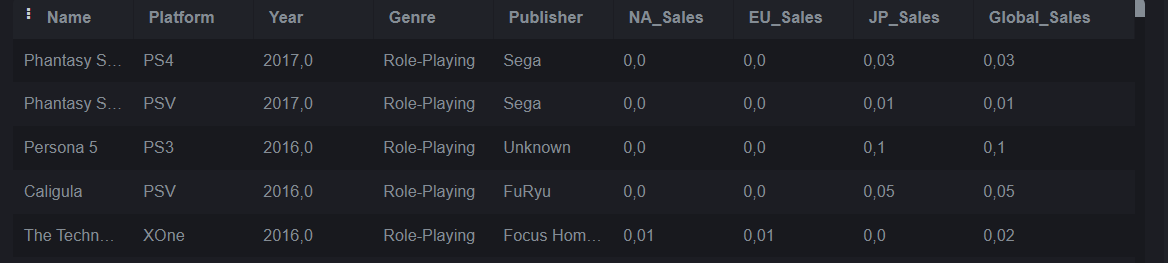 Name Platform Year Genre Publisher NA_Sales EU_Sales JP_Sales Global_Sales
Phantasy S... PS4 2017,0 Role-Playing Sega 0,0 0,0 0,03 0,03
Phantasy S... PSV 2017,0 Role-Playing Sega 0,0 0,0 0,01 0,01
Persona 5 PS3 2016,0 Role-Playing Unknown 0,0 0,0 0,1 0,1
Caligula PSV 2016,0 Role-Playing FuRyu 0,0 0,0 0,05 0,05
The Techn... XOne 2016,0 Role-Playing Focus Hom... 0,01 0,01 0,0 0,02